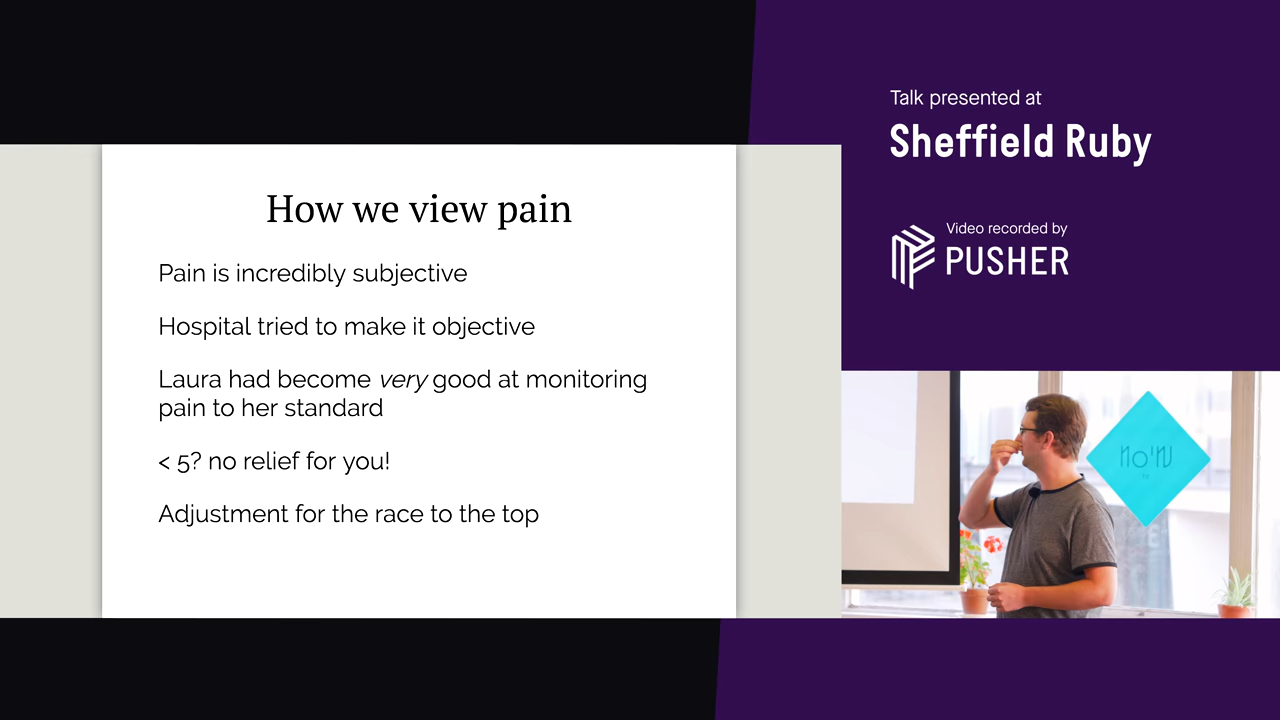 How we view pain
Pain is incredibly subjective
Hospital tried to make it objective
Laura had become very good at monitoring
pain to her standard
< 5? no relief for you!
Adjustment for the race to the top
Talk presented at
Sheffield Ruby
Video recorded by
PUSHER